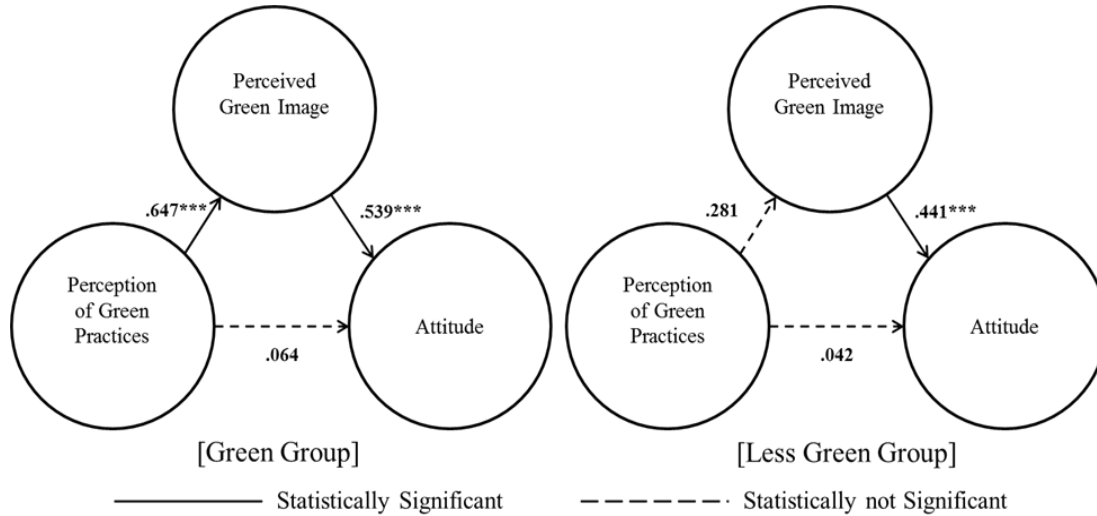 Perceived
Green Image
.647***
.539***
Perception
of Green
Practices
Attitude
.064
[Green Group]
Perceived
Green Image
.281
.441***
Perception
of Green
Practices
Attitude
.042
[Less Green Group]
Statistically Significant
Statistically not Significant